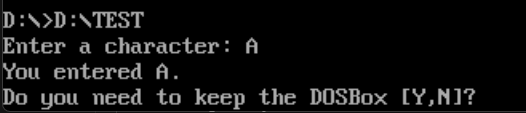 D:\>D:\TEST
Enter a character: A
You entered A.
Do you need to keep the DOSBox [Y,N]?